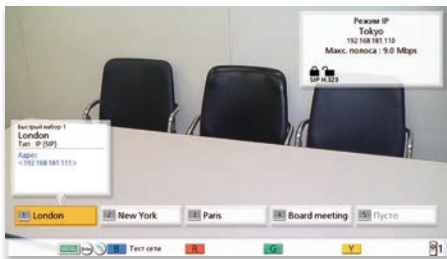 Режим IP
Tokyo
192.168.181.110
Макс. полоса : 9.0 Mbps
SIP H.323
Быстрый набор 1
London
Тип : IP (SIP)
Адрес
<192.168.181.111>
1 London
2 New York
3 Paris
4 Board meeting
5 Пусто
MENU
B Тест сети
R
G
Y
1